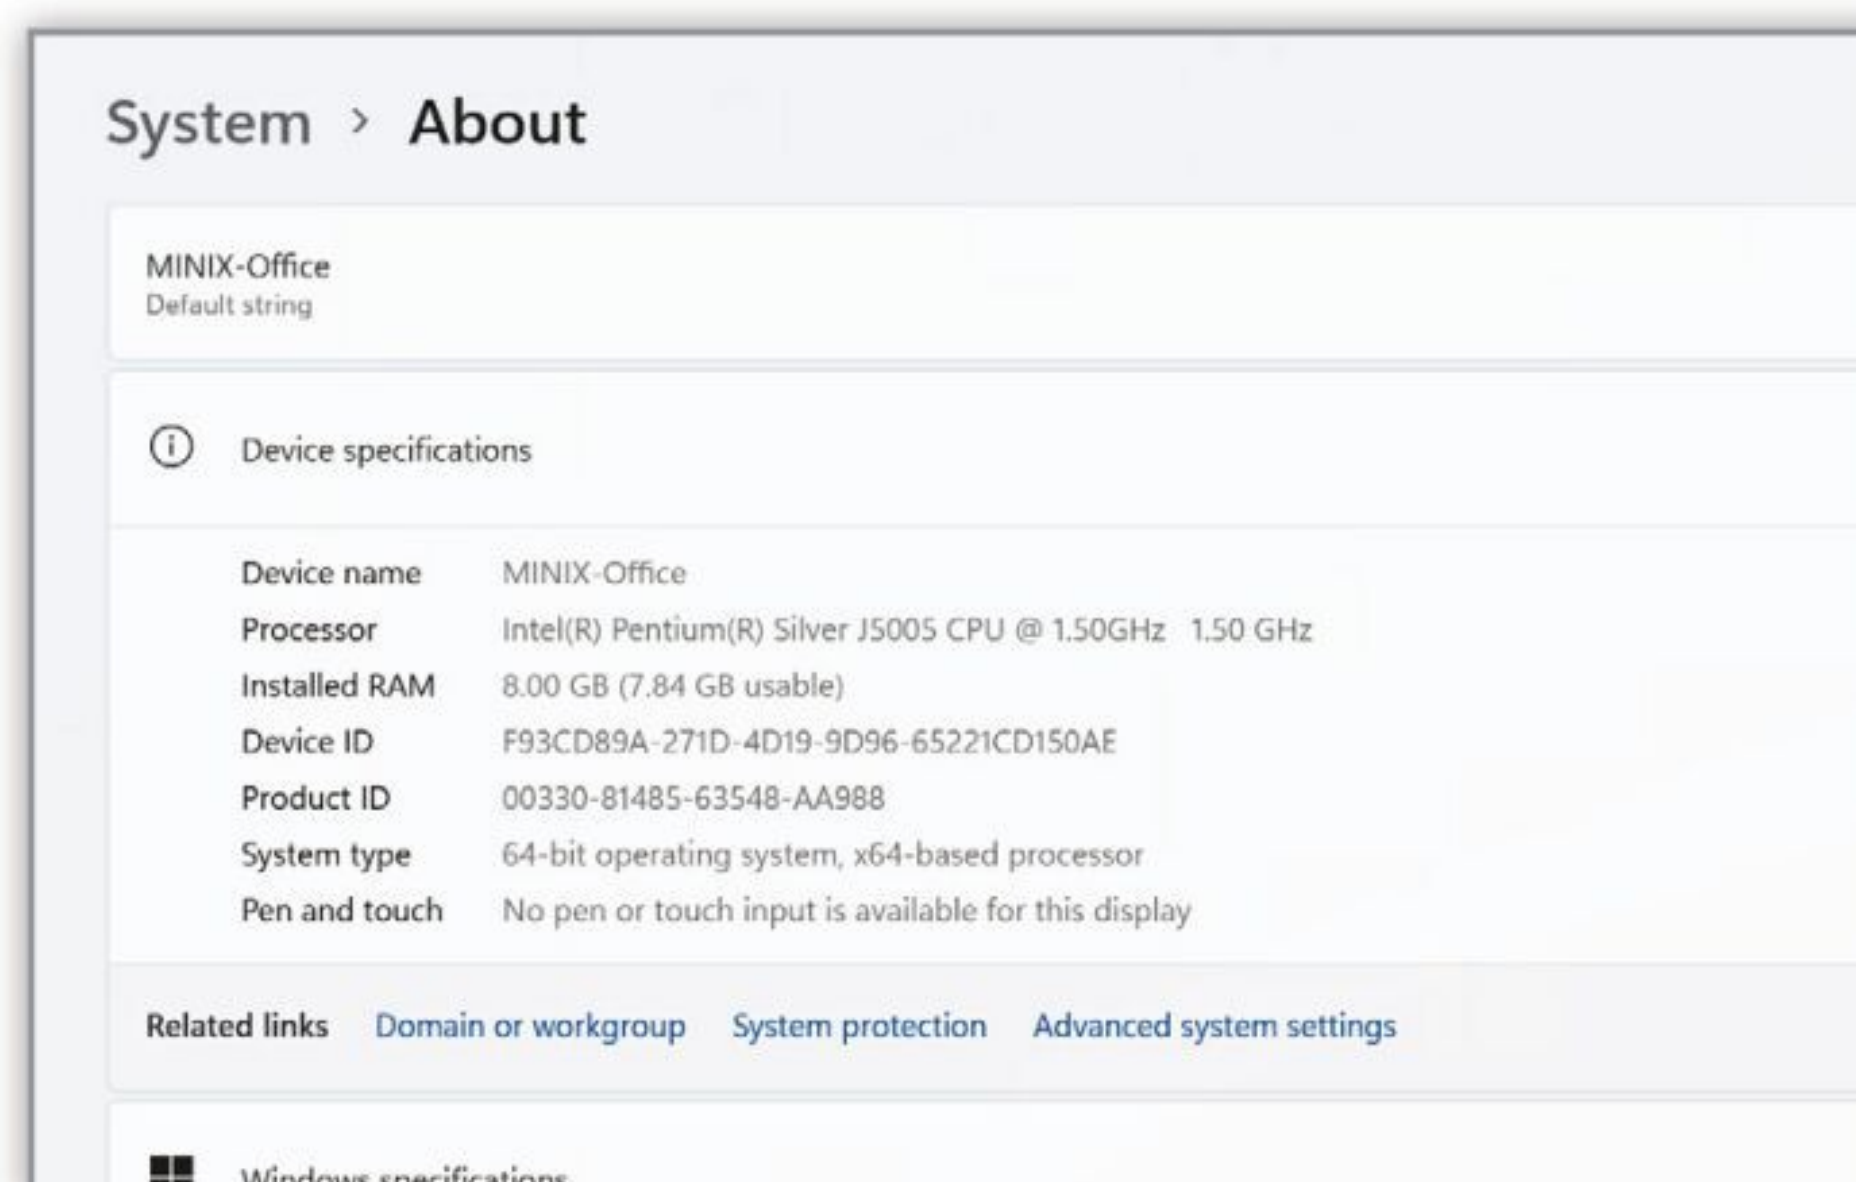 System > About
MINIX-Office
Default string
Device specifications
Device name MINIX-Office
Processor Intel(R) Pentium(R) Silver J5005 CPU @ 1.50GHz 1.50 GHz
Installed RAM 8.00 GB (7.84 GB usable)
Device ID F93CD89A-271D-4D19-9D96-65221CD150AE
Product ID 00330-81485-63548-AA988
System type 64-bit operating system, x64-based processor
Pen and touch No pen or touch input is available for this display
Related links Domain or workgroup System protection Advanced system settings
Windows specifications